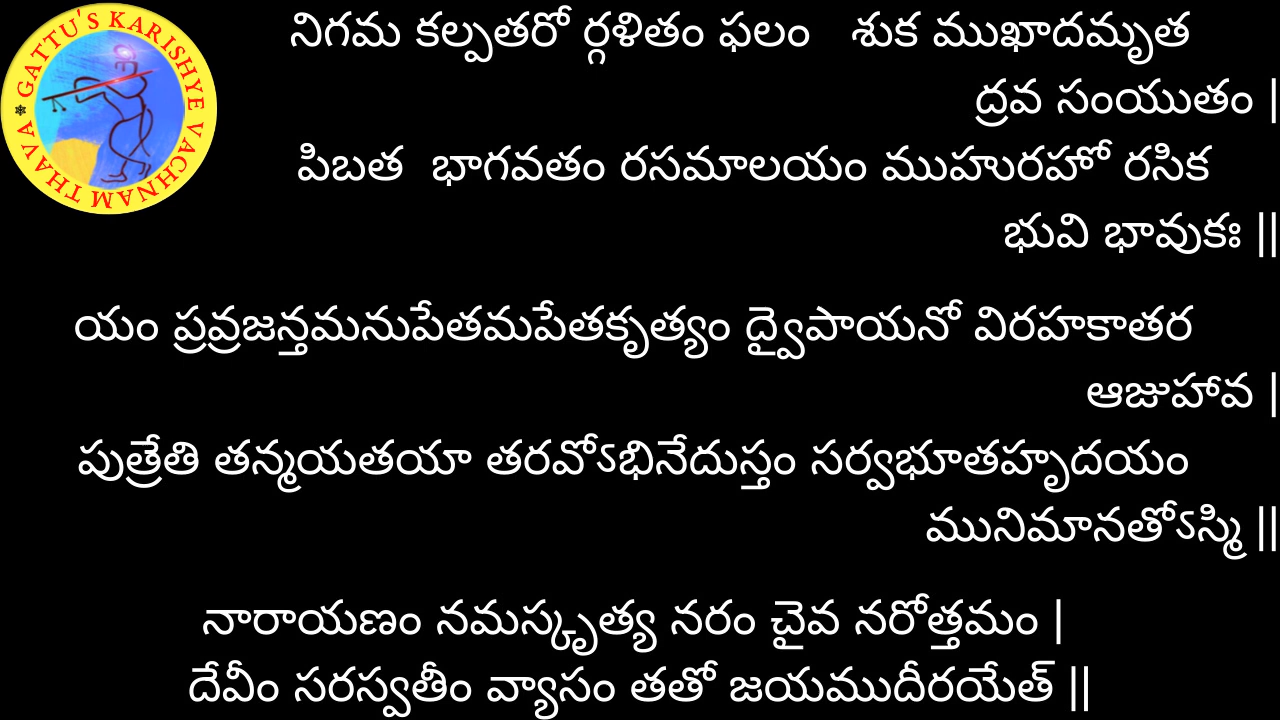 GATTU'S KARISHYE VACHNAM THAVA
నిగమ కల్పతరో ర్గళితం ఫలం శుక ముఖాదమృత
ద్రవ సంయుతం |
పిబత భాగవతం రసమాలయం ముహురహో రసిక
భువి భావుకః ||
యం ప్రవ్రజన్తమనుపేతమపేతకృత్యం ద్వైపాయనో విరహకాతర
ఆజుహావ |
పుత్రేతి తన్మయతయా తరవోఽభినేదుస్తం సర్వభూతహృదయం
మునిమానతోఽస్మి ||
నారాయణం నమస్కృత్య నరం చైవ నరోత్తమం |
దేవీం సరస్వతీం వ్యాసం తతో జయముదీరయేత్ ||